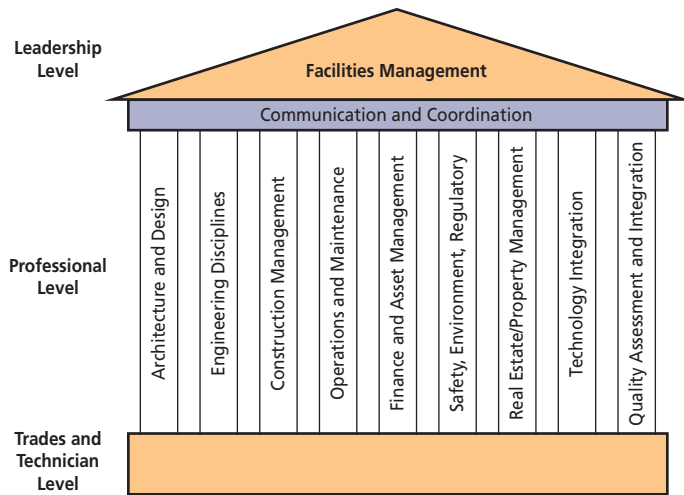 Leadership
Level
Facilities Management
Communication and Coordination
Professional
Level
Architecture and Design
Engineering Disciplines
Construction Management
Operations and Maintenance
Finance and Asset Management
Safety, Environment, Regulatory
Real Estate/Property Management
Technology Integration
Quality Assessment and Integration
Trades and
Technician
Level